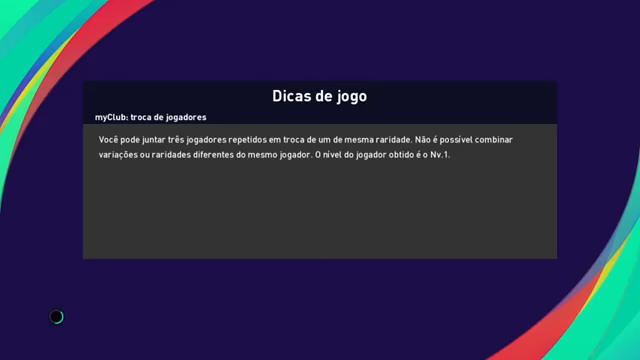 Dicas de jogo
myClub: troca de jogadores
Você pode juntar três jogadores repetidos em troca de um de mesma raridade. Não é possível combinar
variações ou raridades diferentes do mesmo jogador. O nível do jogador obtido é o Nv.1.